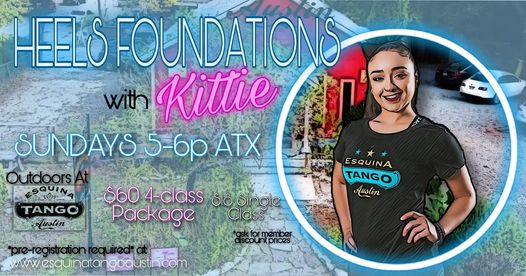 HEELS FOUNDATIONS
with Kittie
SUNDAYS 5-6p ATX
Outdoors At
ESQUINA
TANGO
Austin
$60 4-class
Package
Single
Class
*ask for member
discount prices
*pre-registration required* at
www.esquinatangoaustin.com
ESQUINA
TANGO
Austin